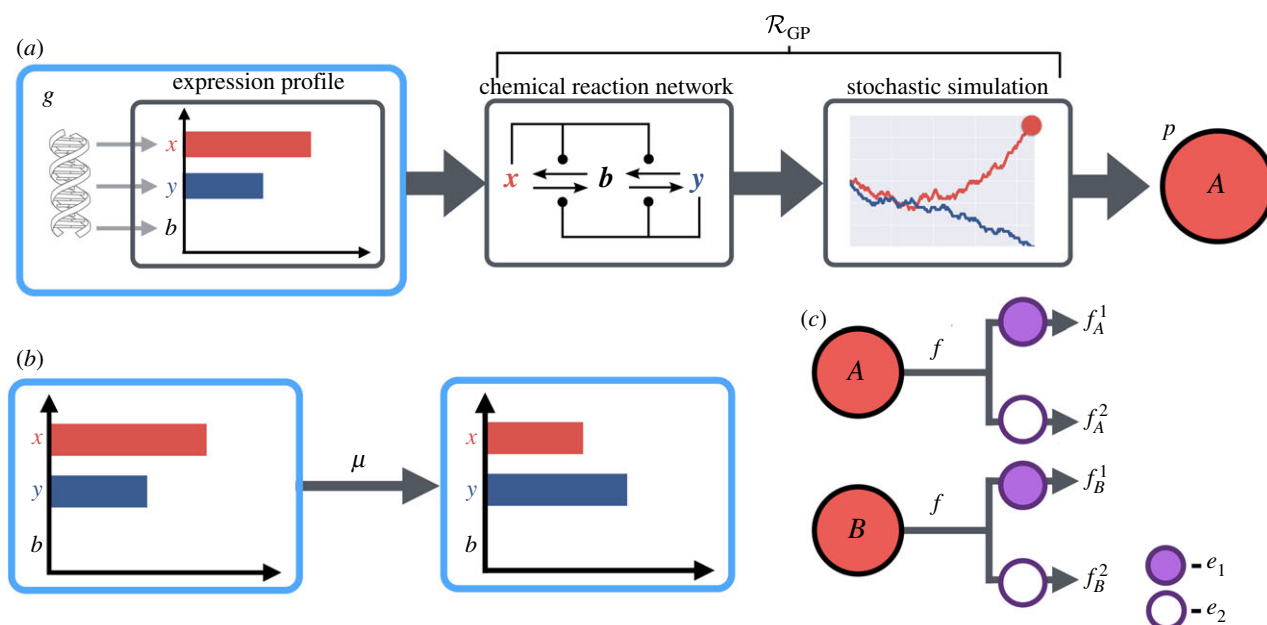 (a)
R_GP
g
expression profile
chemical reaction network
stochastic simulation
x
y
b
x b y
p
A
(b)
x
y
b
μ
x
y
b
(c)
A
f
f_A^1
f_A^2
B
f
f_B^1
f_B^2
- e_1
- e_2